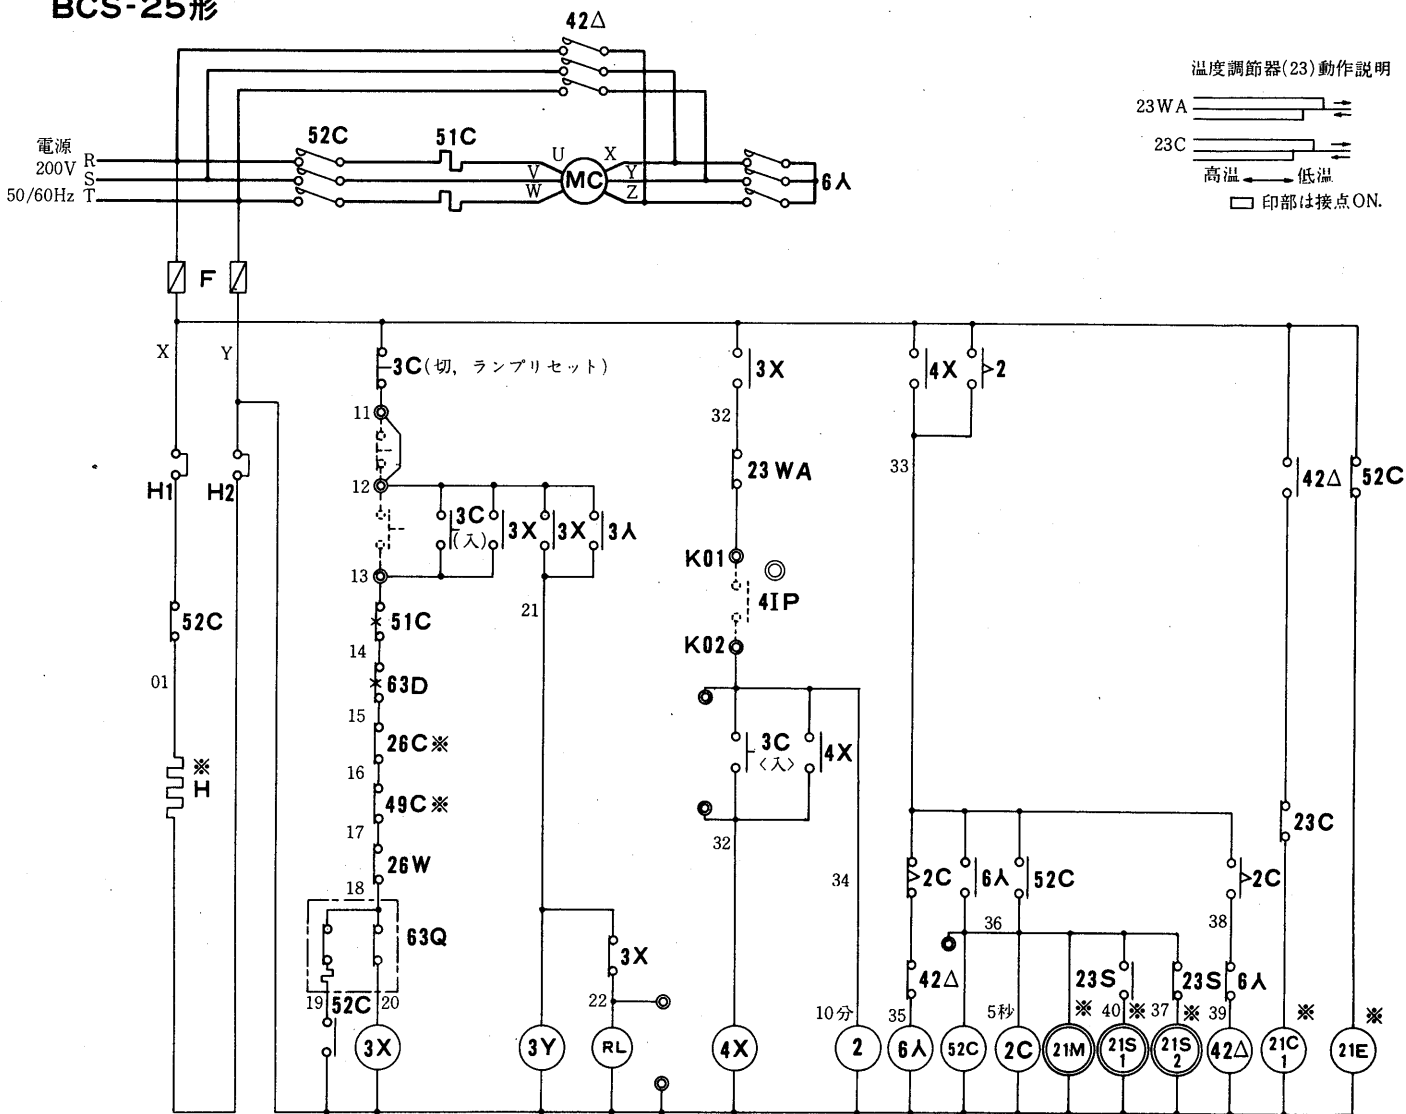 BCS-25形
42△
温度調節器(23)動作説明
23WA
23C
高温 低温
印部は接点ON.
52C
51C
電源
200V
50/60Hz
R
S
T
U
V
W
MC
X
Y
Z
6人
F
X
Y
3C(切,ランプリセット)
3X
4X
2
11
32
33
H1
H2
12
23WA
42△
52C
3C
(入)
3X
3X
3人
13
21
K01
4IP
K02
52C
51C
14
01
63D
15
26C※
16
※
H
49C※
17
26W
18
3C
〈入〉
4X
32
34
23C
2C
6人
52C
2C
36
38
63Q
3X
22
42△
23S
23S
6人
19
52C
20
10分
35
5秒
※
40
※
37
※
39
※
※
3X
3Y
RL
4X
2
6人
52C
2C
21M
21S
1
21S
2
42△
21C
1
21E